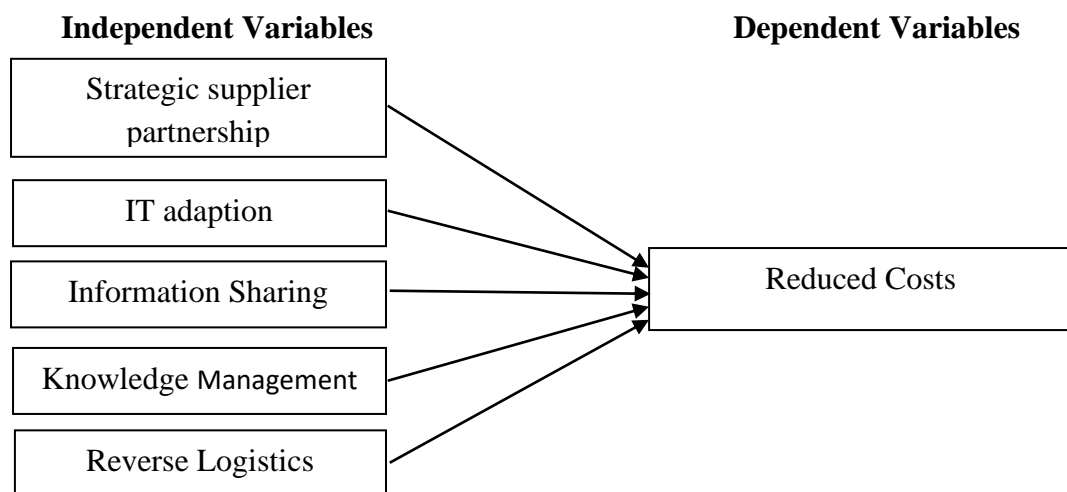 Independent Variables
Dependent Variables
Strategic supplier
partnership
IT adaption
Information Sharing
Reduced Costs
Knowledge Management
Reverse Logistics